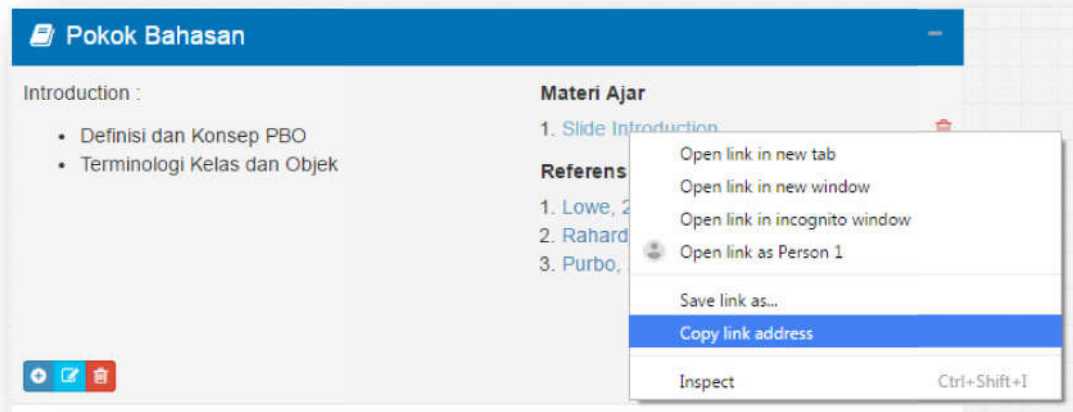 Pokok Bahasan
Introduction :
• Definisi dan Konsep PBO
• Terminologi Kelas dan Objek
Materi Ajar
1. Slide Introduction
Referens
1. Lowe, 2
2. Rahard
3. Purbo,
Open link in new tab
Open link in new window
Open link in incognito window
Open link as Person 1
Save link as...
Copy link address
Inspect Ctrl+Shift+I